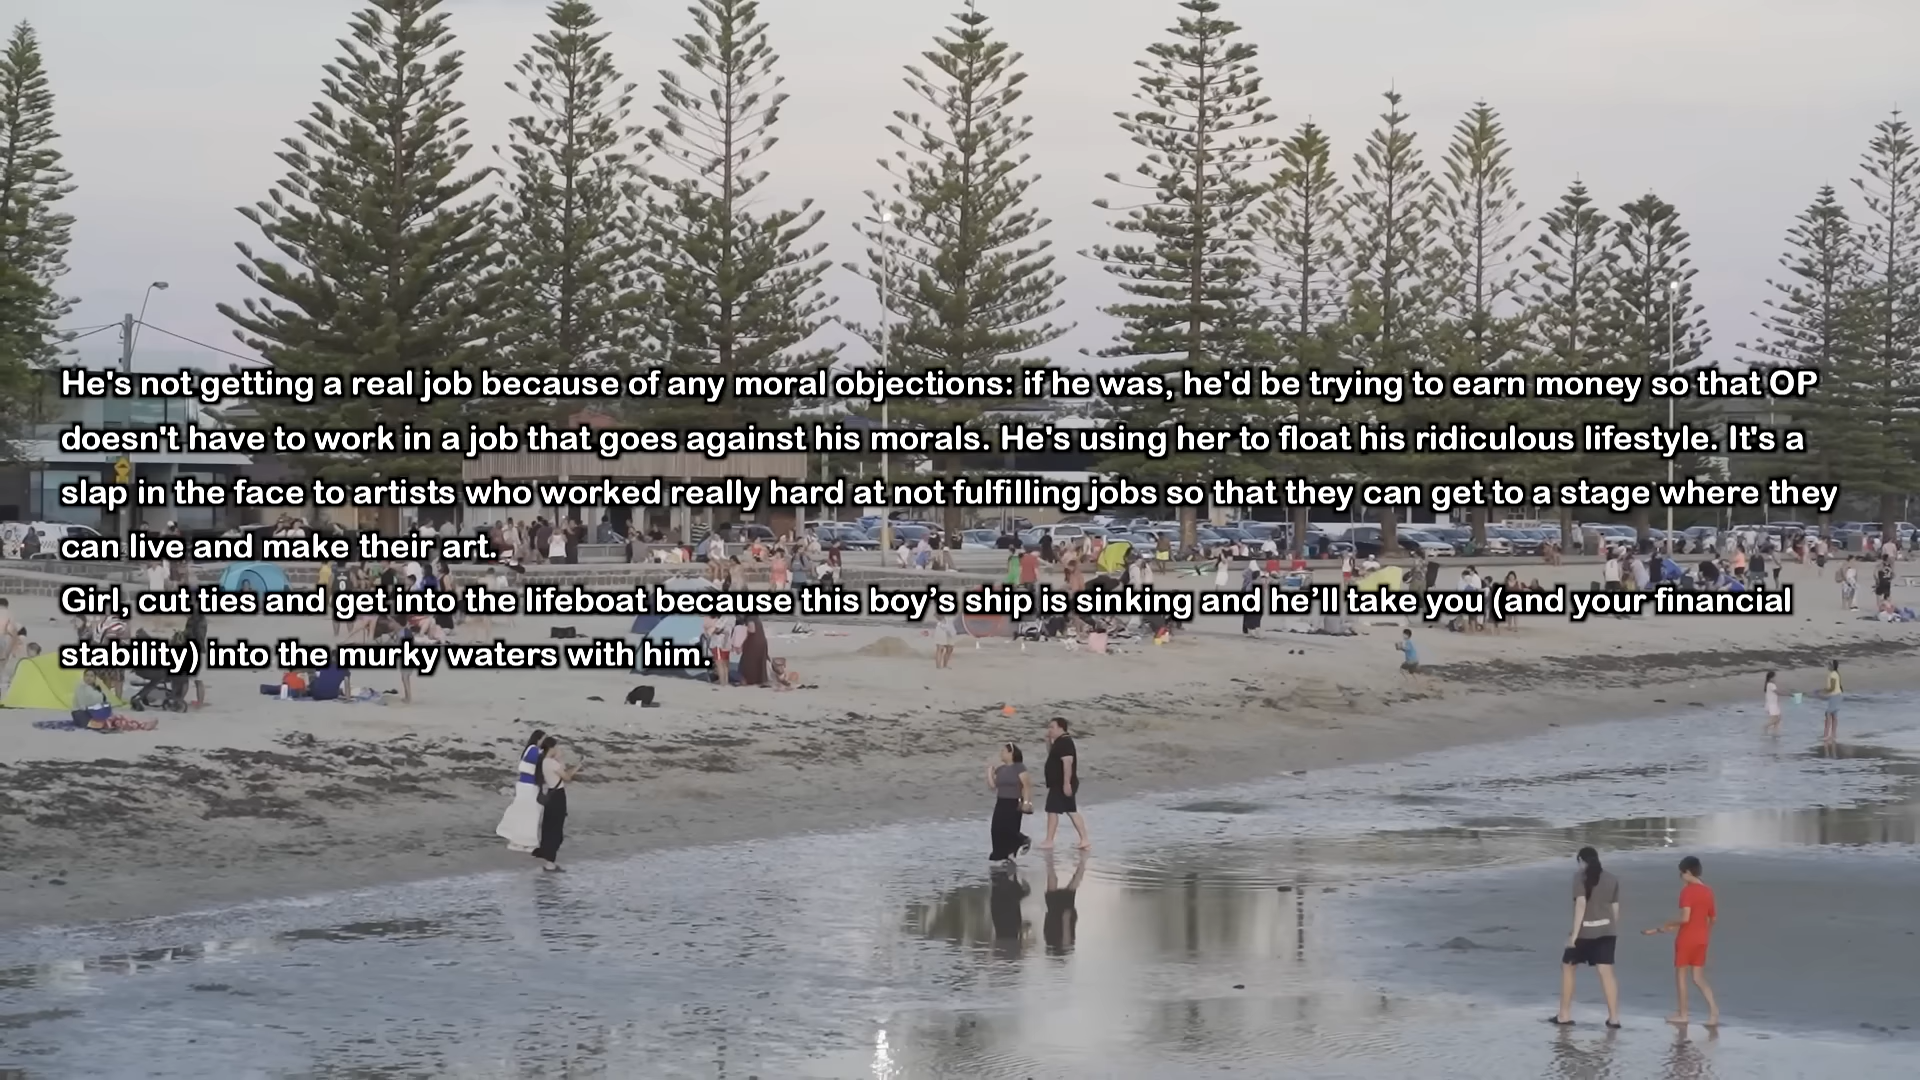 He's not getting a real job because of any moral objections: if he was, he'd be trying to earn money so that OP
doesn't have to work in a job that goes against his morals. He's using her to float his ridiculous lifestyle. It's a
slap in the face to artists who worked really hard at not fulfilling jobs so that they can get to a stage where they
can live and make their art.
Girl, cut ties and get into the lifeboat because this boy’s ship is sinking and he’ll take you (and your financial
stability) into the murky waters with him.